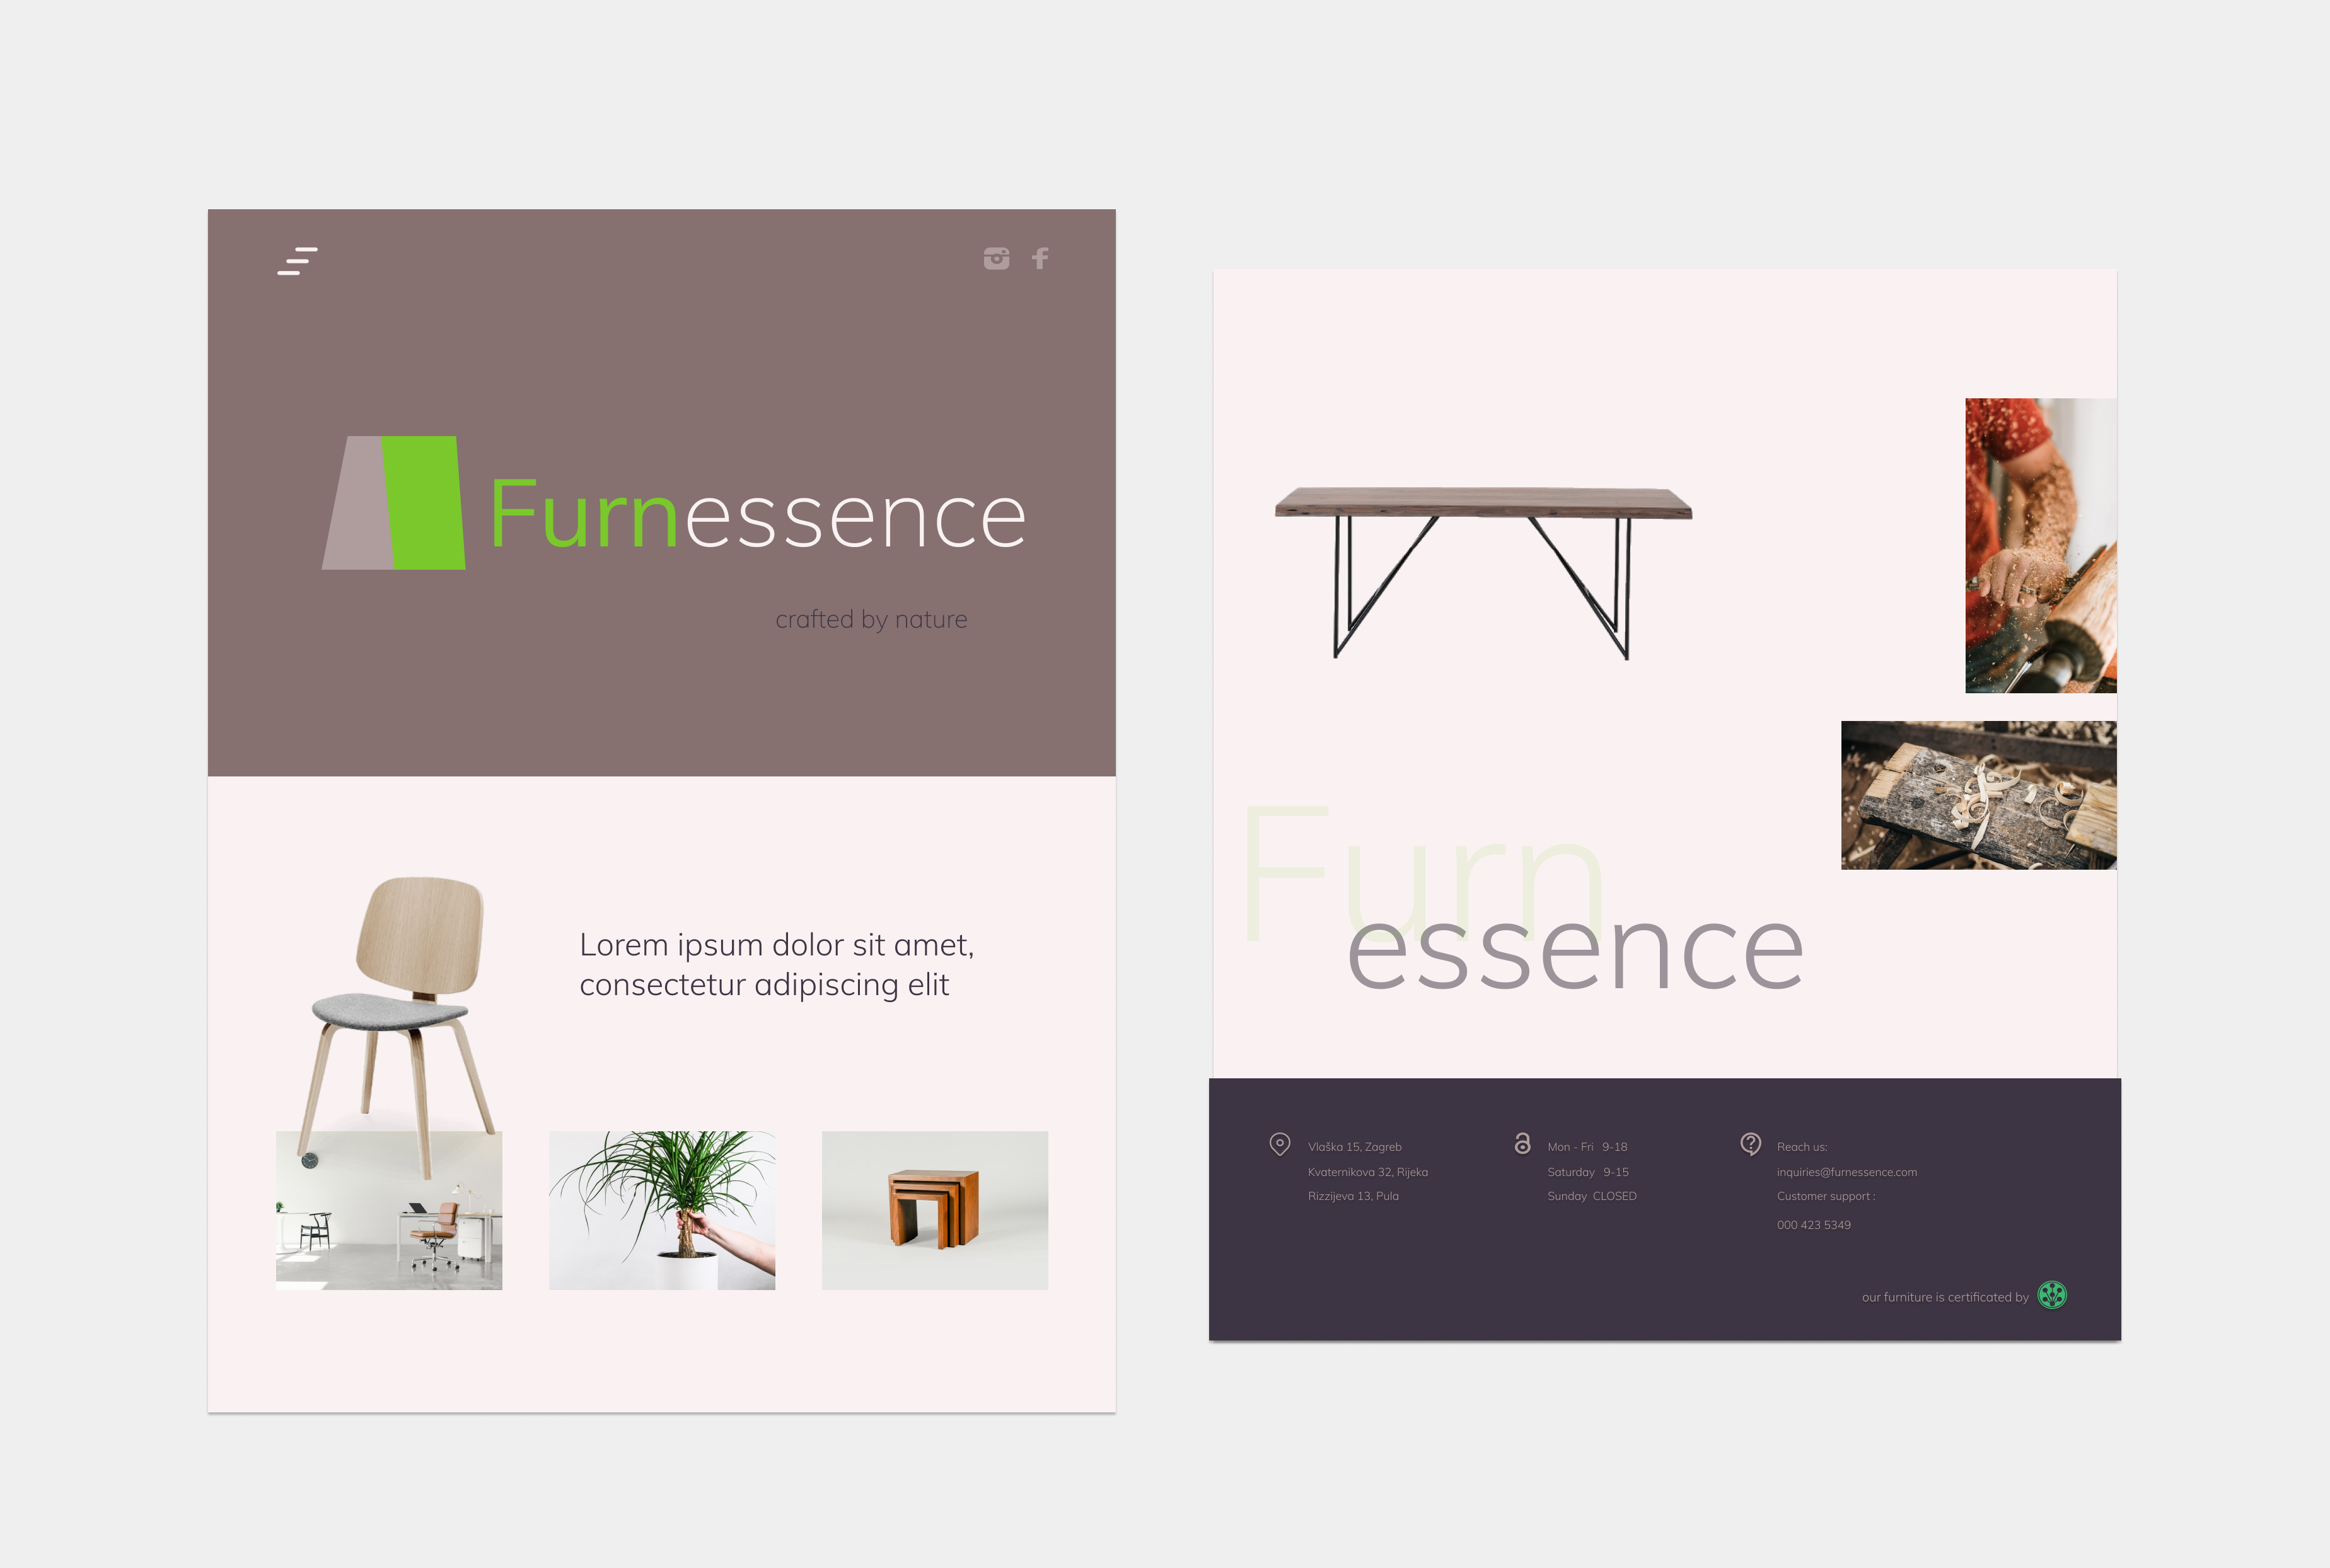 Furnessence
crafted by nature
Lorem ipsum dolor sit amet,
consectetur adipiscing elit
Furn
essence
Vlaška 15, Zagreb
Kvaternikova 32, Rijeka
Rizzijeva 13, Pula
Mon - Fri 9-18
Saturday 9-15
Sunday CLOSED
Reach us:
inquiries@furnessence.com
Customer support :
000 423 5349
our furniture is certificated by